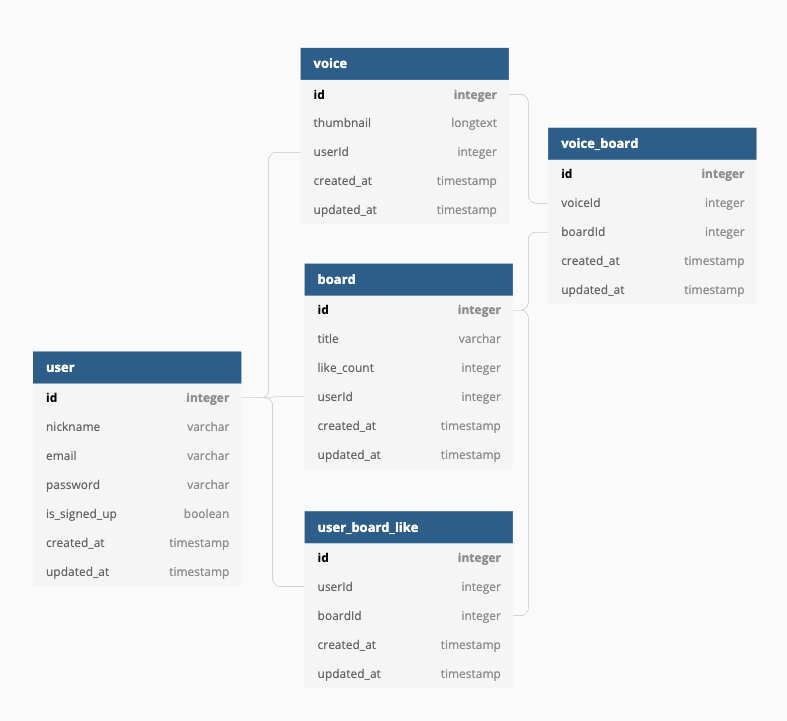 voice
id integer
thumbnail longtext
userId integer
created_at timestamp
updated_at timestamp
voice_board
id integer
voiceId integer
boardId integer
created_at timestamp
updated_at timestamp
board
id integer
title varchar
like_count integer
userId integer
created_at timestamp
updated_at timestamp
user
id integer
nickname varchar
email varchar
password varchar
is_signed_up boolean
created_at timestamp
updated_at timestamp
user_board_like
id integer
userId integer
boardId integer
created_at timestamp
updated_at timestamp